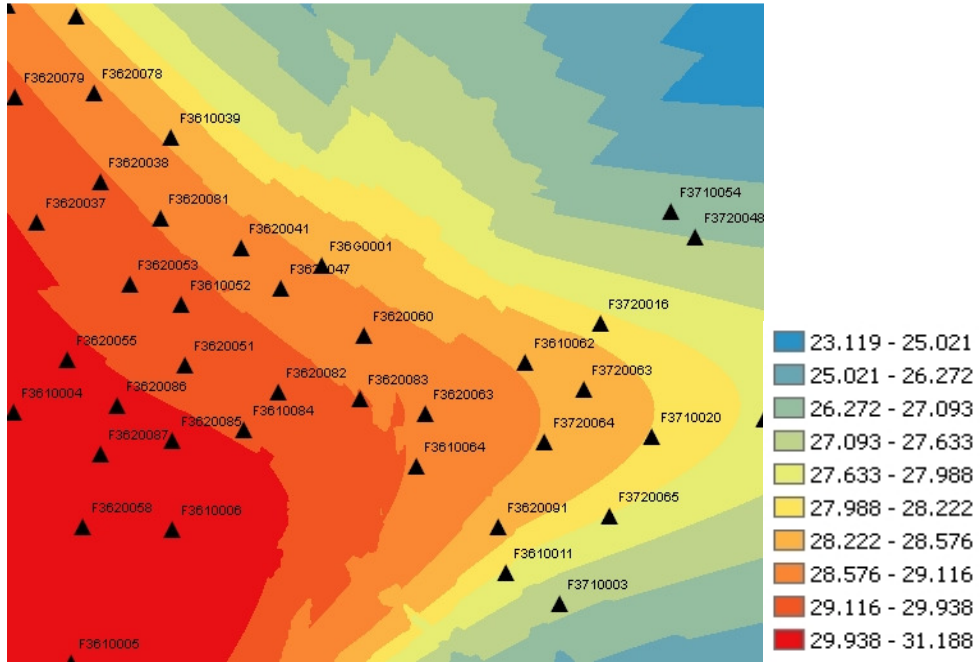 F3620079
F3620078
F3610039
F3620038
F3710054
F3620037
F3620081
F3720048
F3620041
F36G0001
F3620053
F3610052
F3720016
F3620060
F3610062
F3620055
F3620051
F3720063
F3620082
F3620083
F3620086
F3610004
F3610084
F3620063
F3620085
F3720064
F3710020
F3620087
F3610064
F3620058
F3610006
F3620091
F3720065
F3610011
F3710003
F3610005
23.119 - 25.021
25.021 - 26.272
26.272 - 27.093
27.093 - 27.633
27.633 - 27.988
27.988 - 28.222
28.222 - 28.576
28.576 - 29.116
29.116 - 29.938
29.938 - 31.188